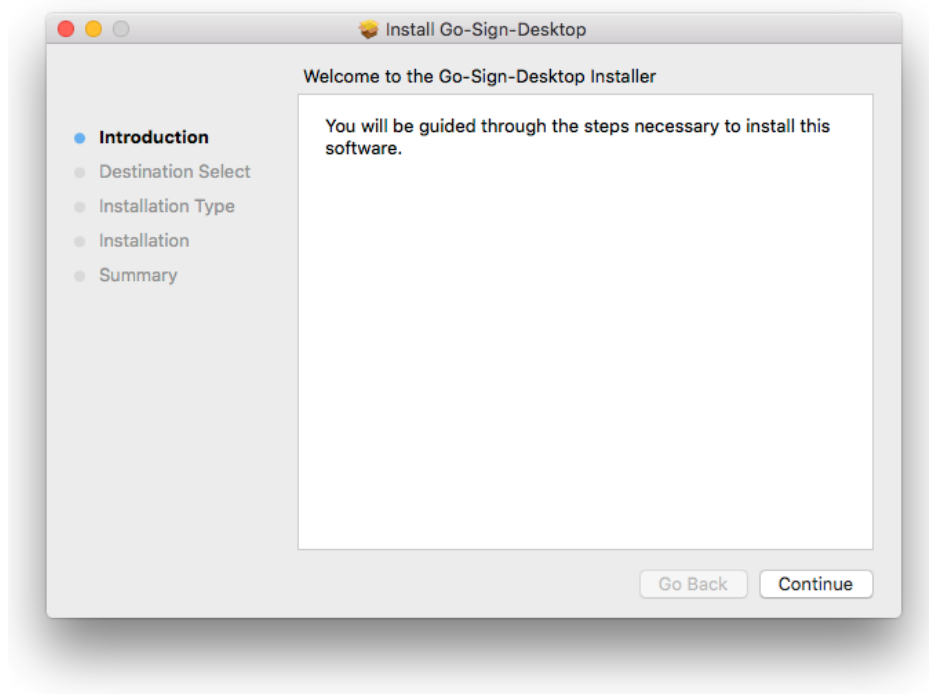 Install Go-Sign-Desktop
Welcome to the Go-Sign-Desktop Installer
Introduction
Destination Select
Installation Type
Installation
Summary
You will be guided through the steps necessary to install this
software.
Go Back
Continue